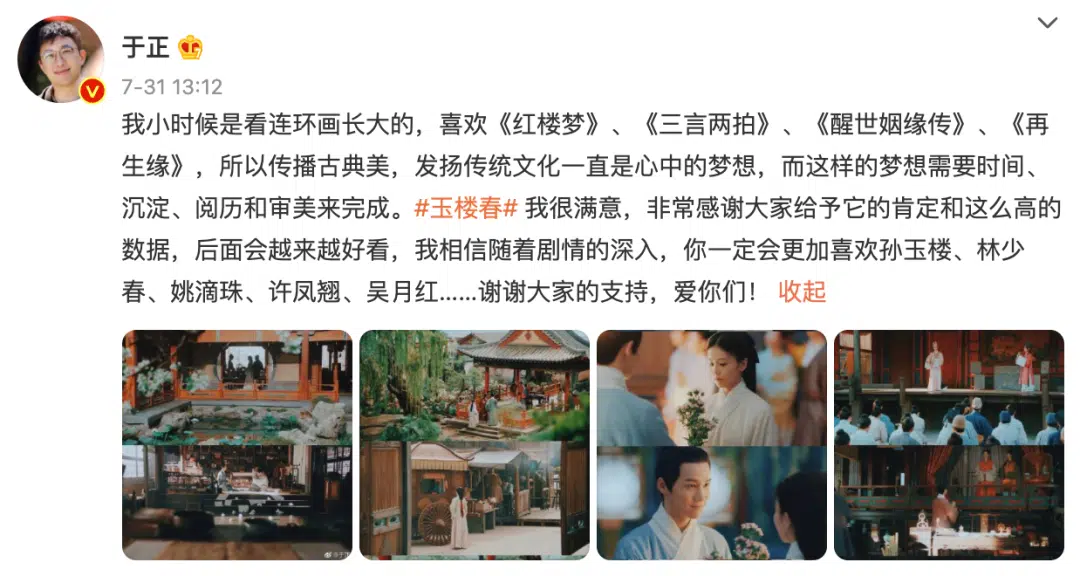 于正
7-31 13:12
我小时候是看连环画长大的，喜欢《红楼梦》、《三言两拍》、《醒世姻缘传》、《再
生缘》，所以传播古典美，发扬传统文化一直是心中的梦想，而这样的梦想需要时间、
沉淀、阅历和审美来完成。#玉楼春# 我很满意，非常感谢大家给予它的肯定和这么高的
数据，后面会越来越好看，我相信随着剧情的深入，你一定会更加喜欢孙玉楼、林少
春、姚滴珠、许凤翘、吴月红……谢谢大家的支持，爱你们！ 收起